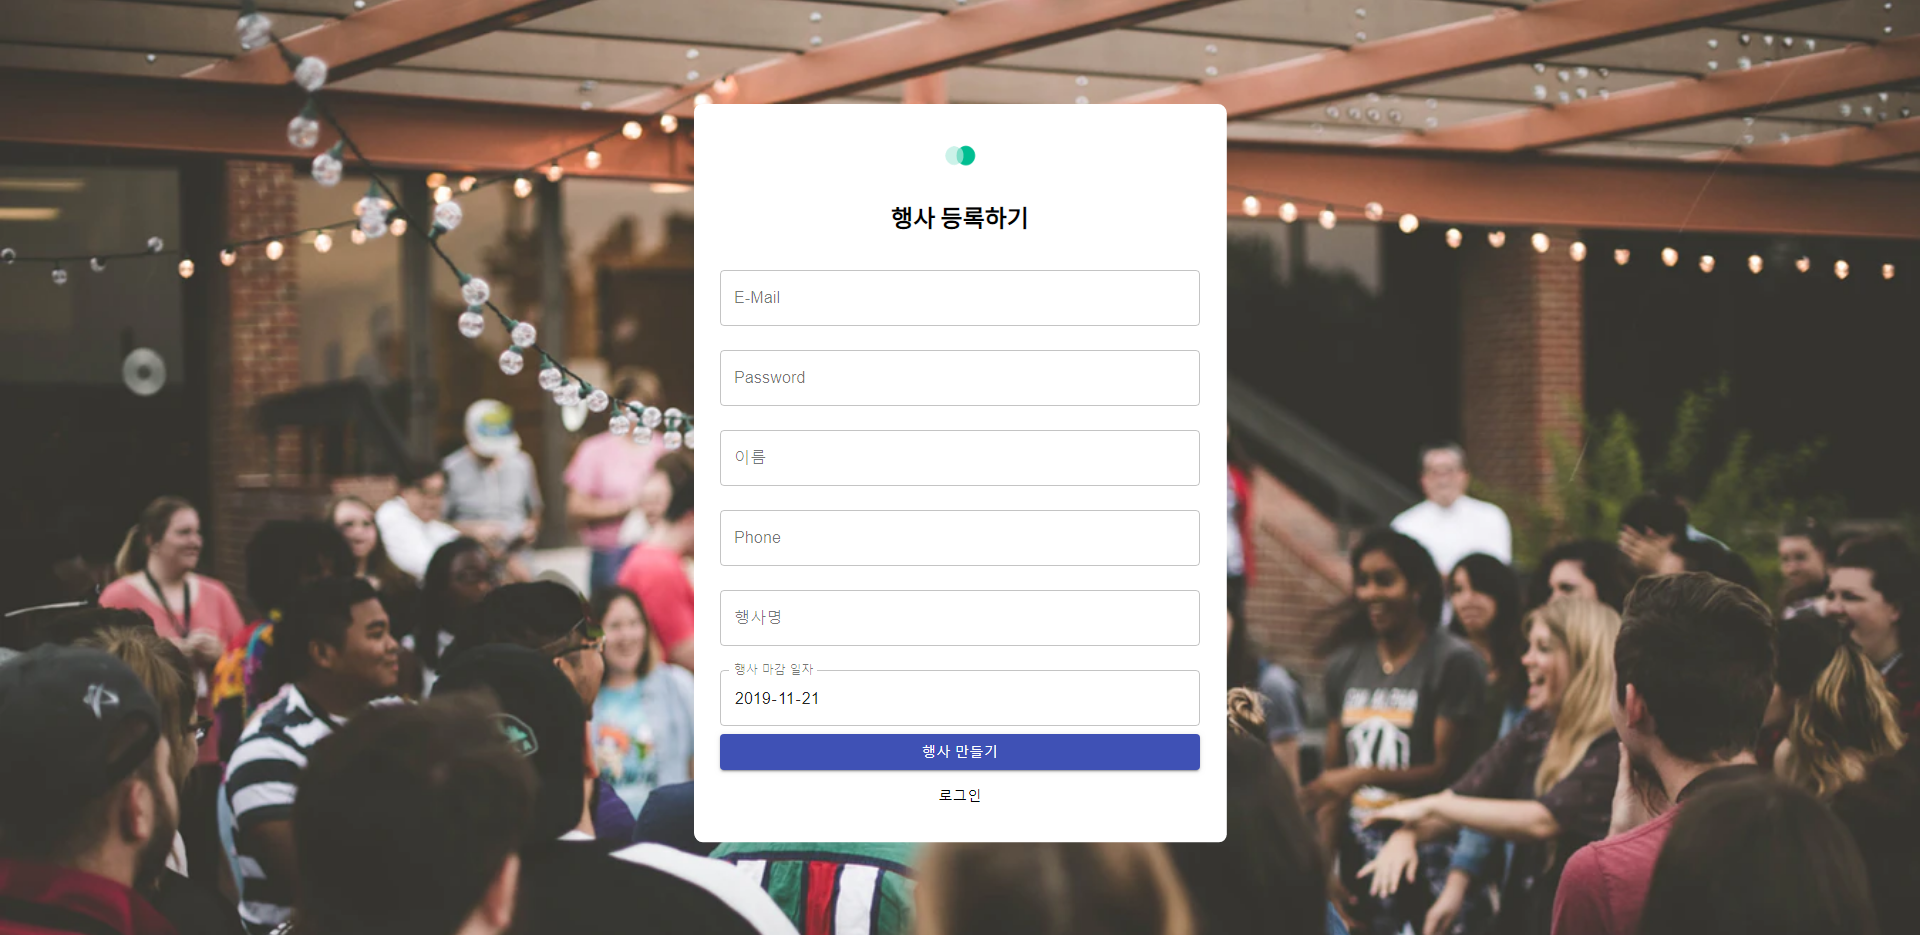 행사 등록하기
E-Mail
Password
이름
Phone
행사명
행사 마감 일자
2019-11-21
행사 만들기
로그인